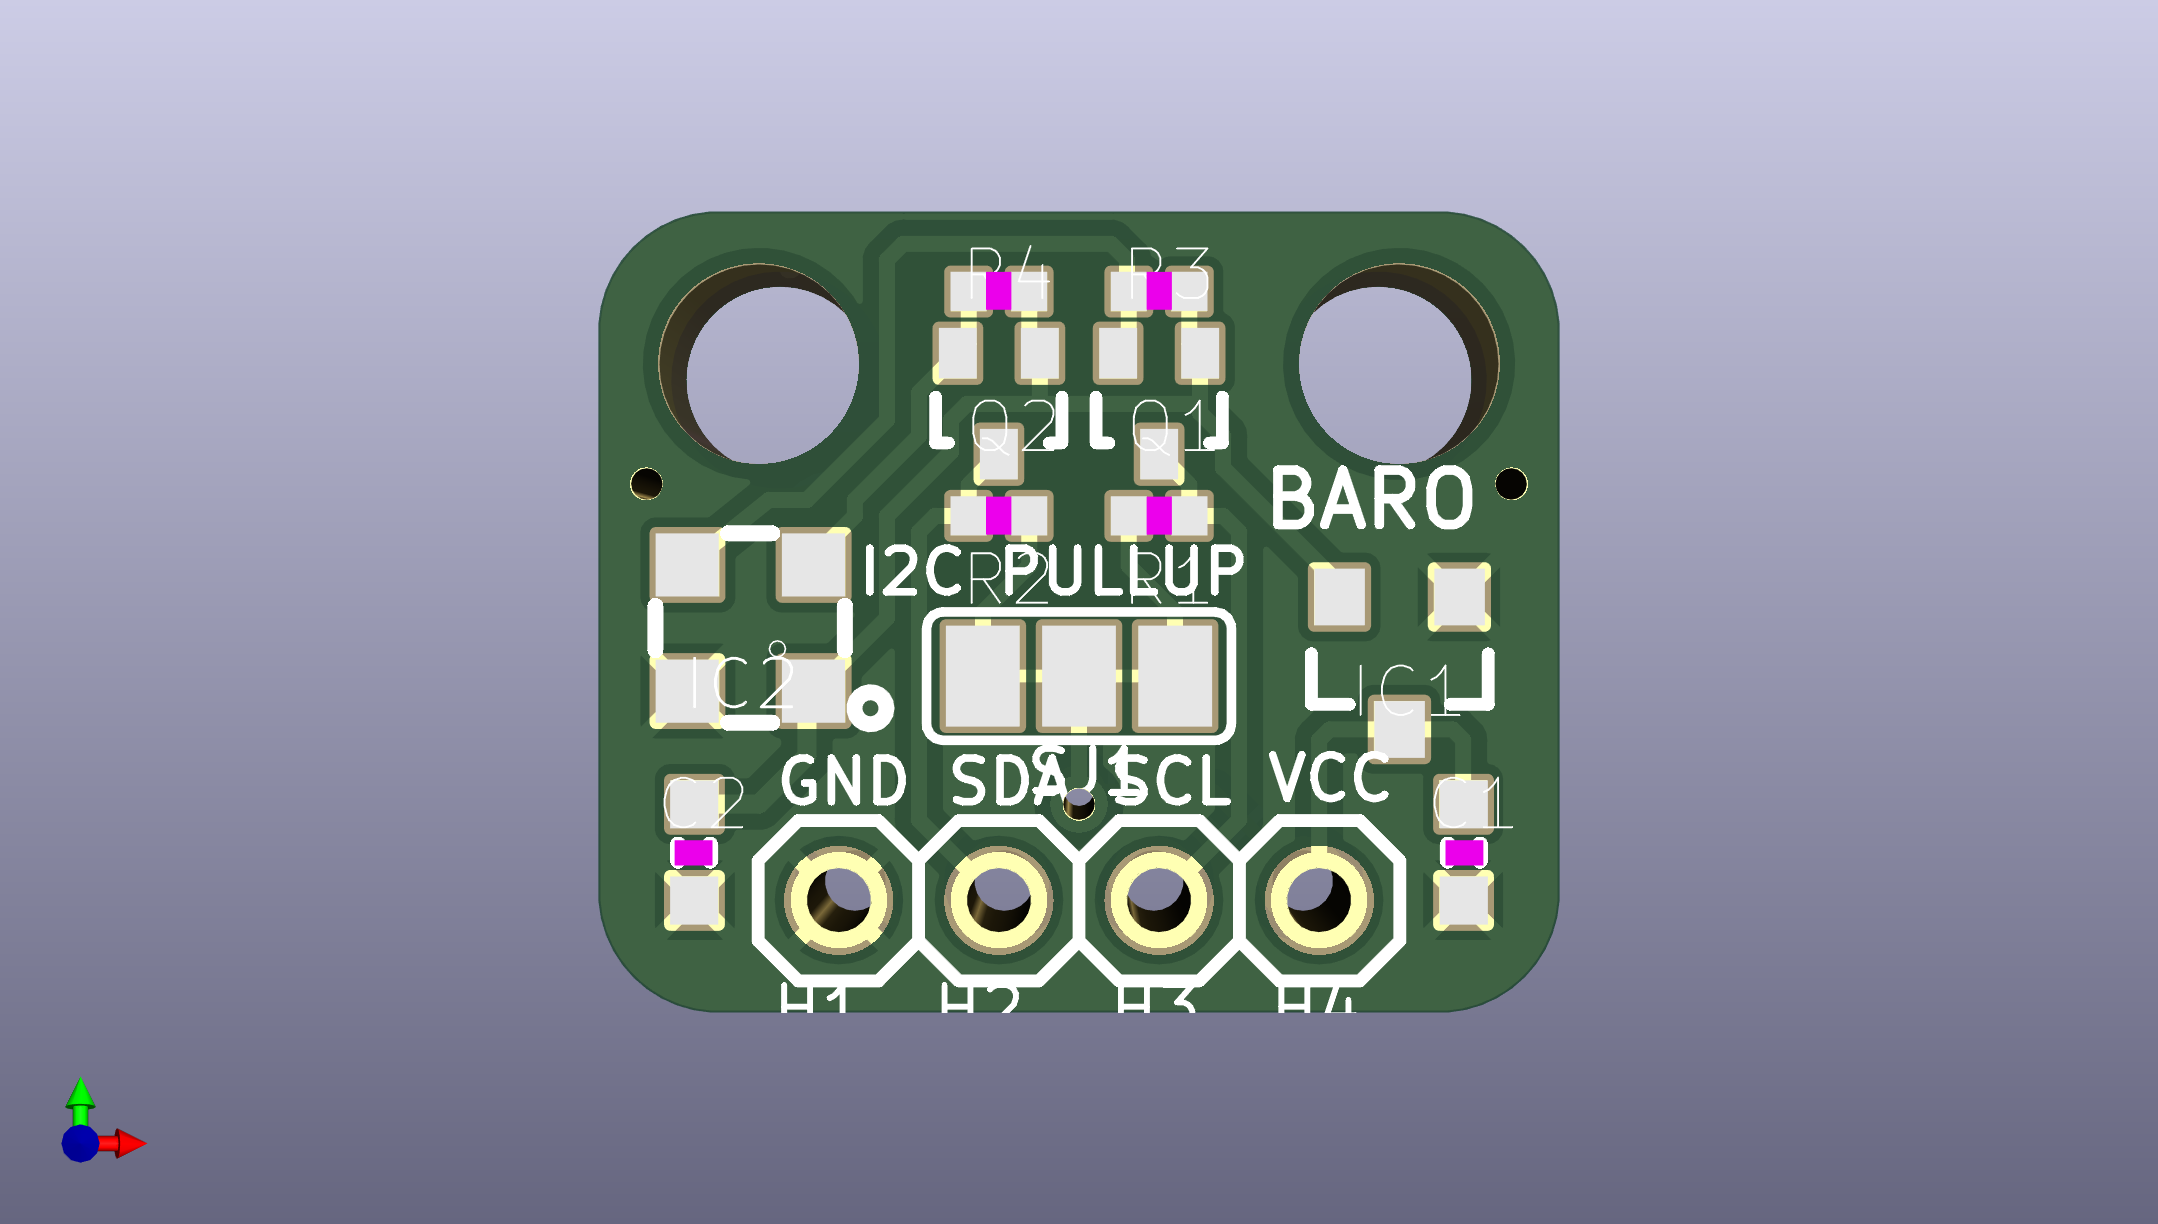 R4 R3
Q2 Q1
BARO
I2C PULLUP
R2 R1
IC2 IC1
SJ1
GND SDA SCL VCC
C2 C1
H1 H2 H3 H4